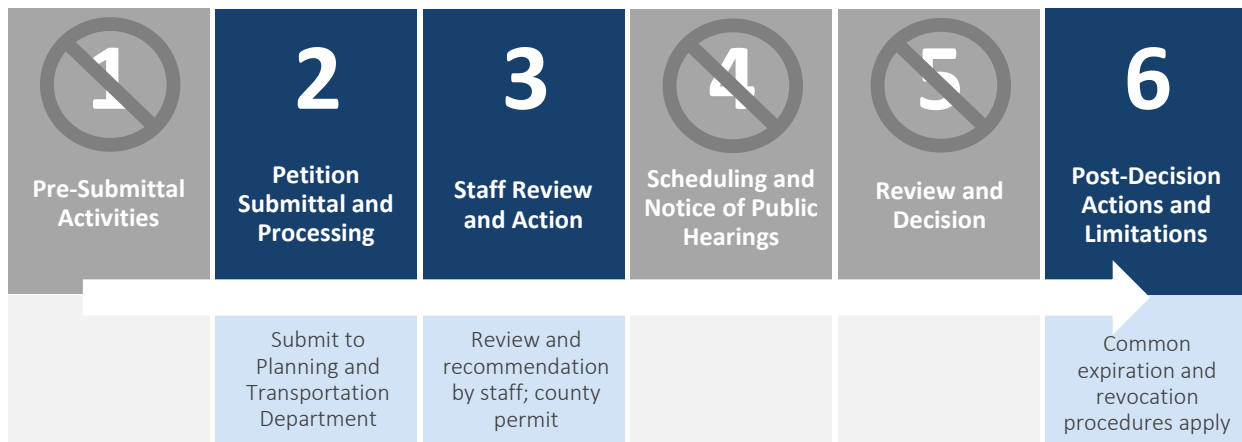 1
Pre-Submittal
Activities
2
Petition
Submittal and
Processing
3
Staff Review
and Action
4
Scheduling and
Notice of Public
Hearings
5
Review and
Decision
6
Post-Decision
Actions and
Limitations
Submit to
Planning and
Transportation
Department
Review and
recommendation
by staff; county
permit
Common
expiration and
revocation
procedures apply